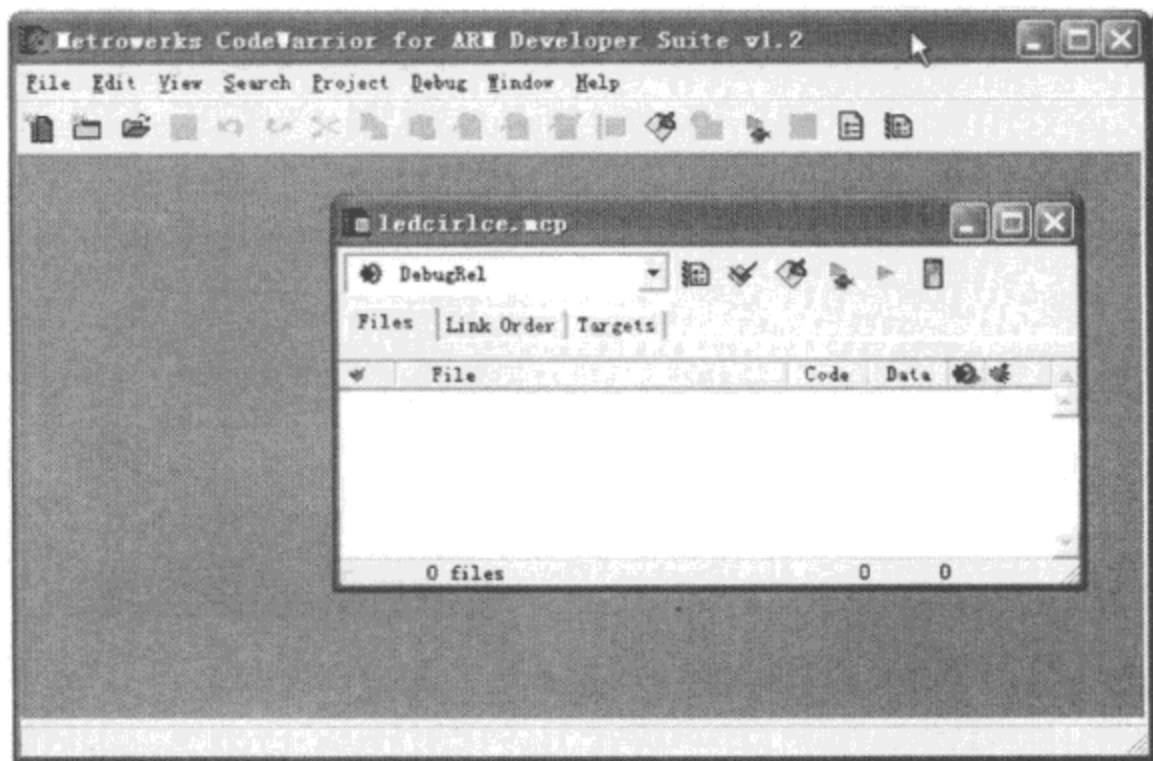 Metrowerks CodeWarrior for ARM Developer Suite v1.2
File Edit View Search Project Debug Window Help
ledcirlce.mcp
DebugRel
Files Link Order Targets
File Code Data
0 files 0 0